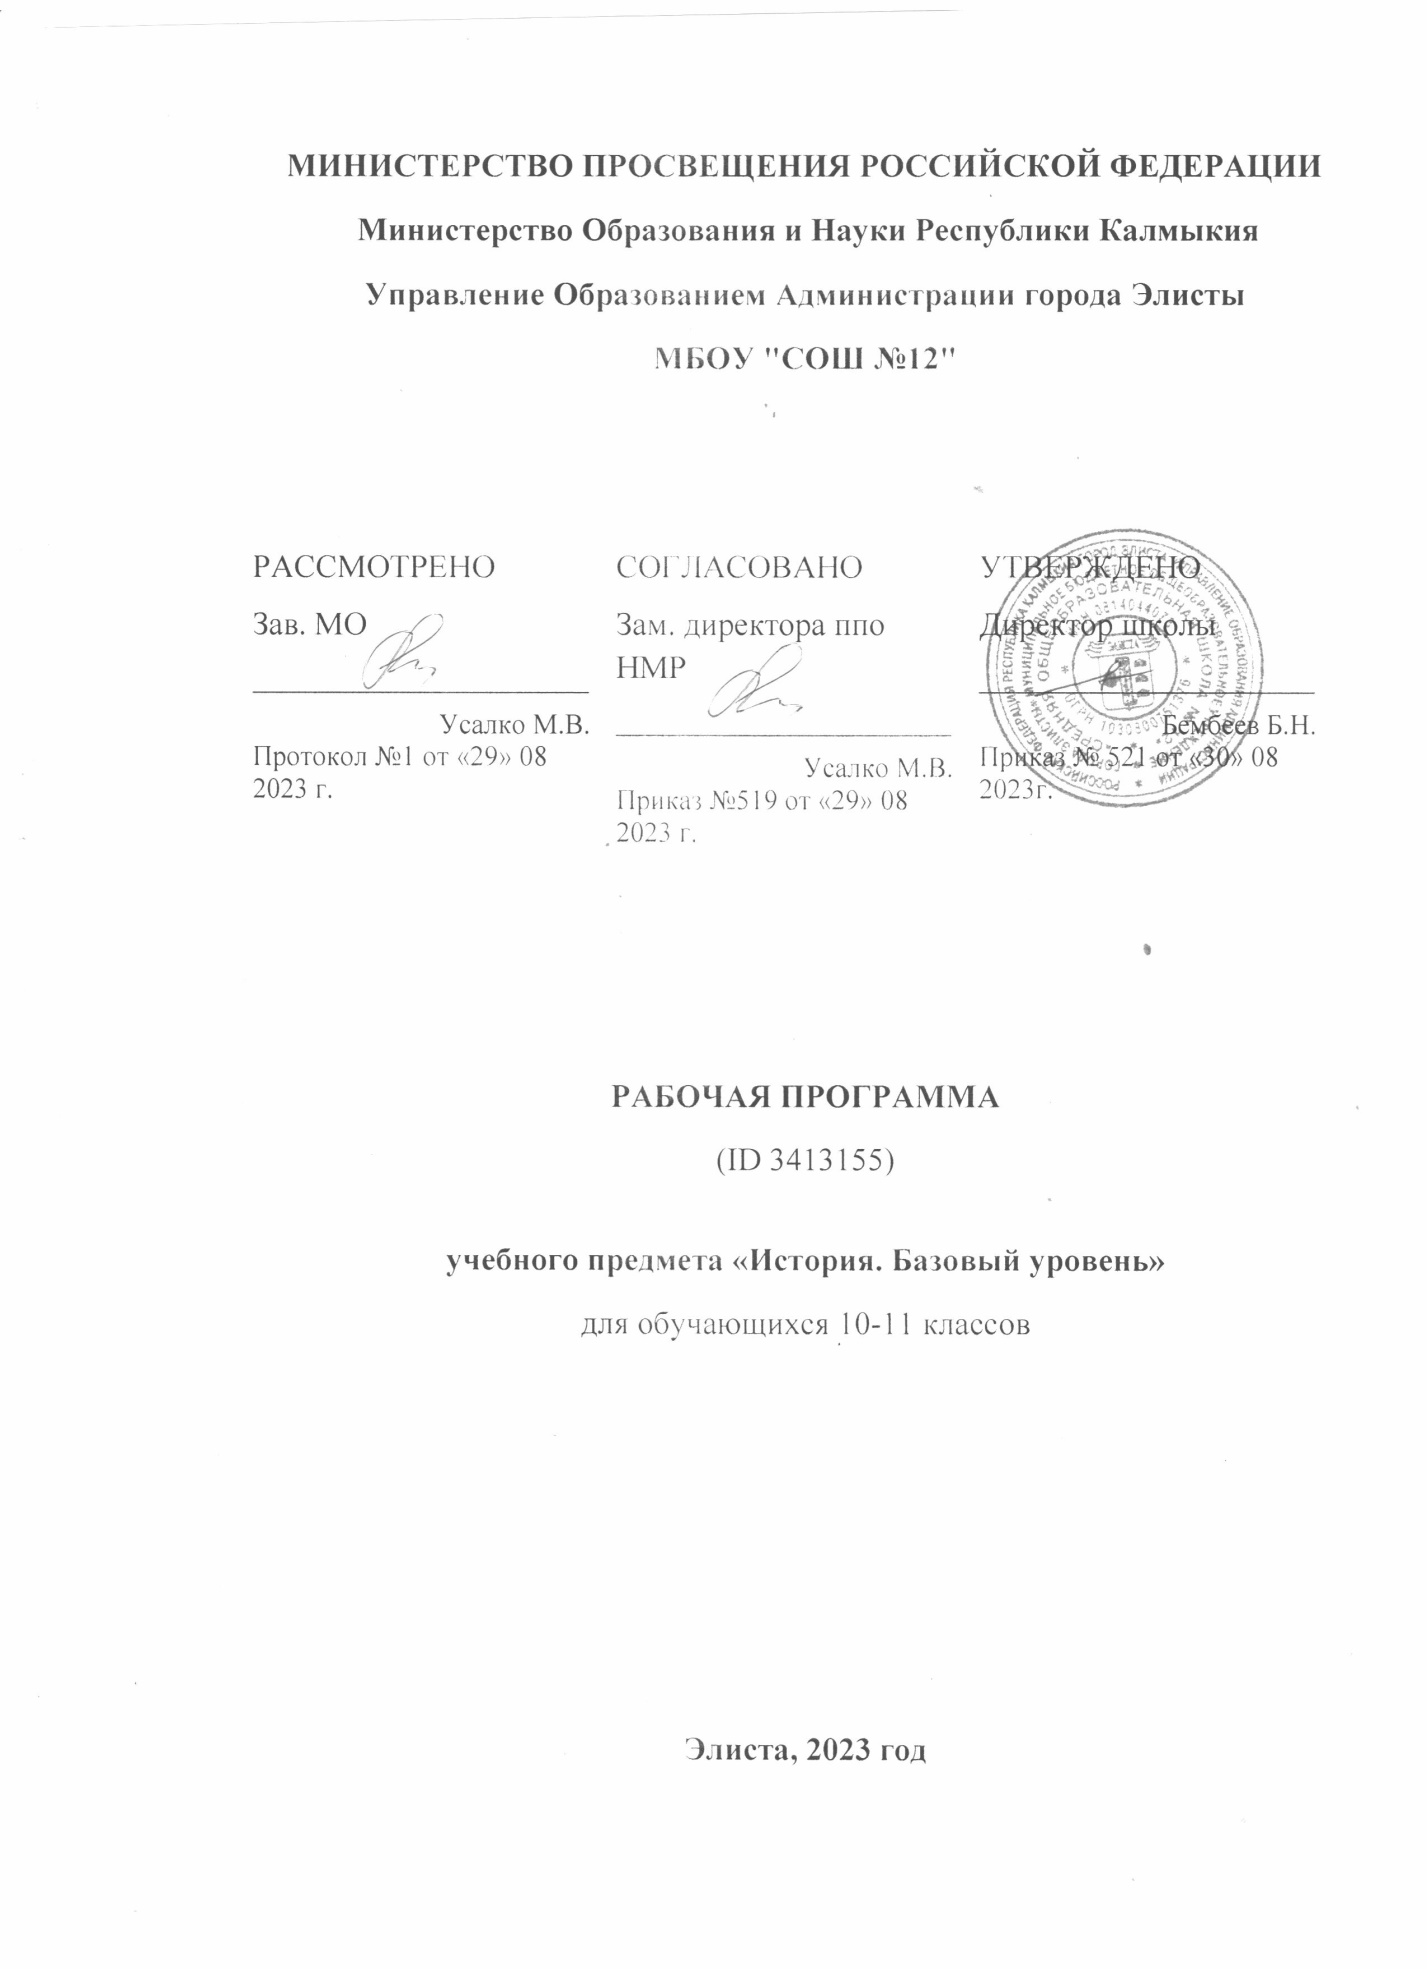 МИНИСТЕРСТВО ПРОСВЕЩЕНИЯ РОССИЙСКОЙ ФЕДЕРАЦИИ
Министерство Образования и Науки Республики Калмыкия
Управление Образованием Администрации города Элисты
МБОУ "СОШ №12"
РАССМОТРЕНО
Зав. МО
Усалко М.В.
Протокол №1 от «29» 08
2023 г.
СОГЛАСОВАНО
Зам. директора ппо
НМР
Усалко М.В.
Приказ №519 от «29» 08
2023 г.
УТВЕРЖДЕНО
Директор школы
Бембеев Б.Н.
Приказ № 521 от «30» 08
2023г.
РАБОЧАЯ ПРОГРАММА
(ID 3413155)
учебного предмета «История. Базовый уровень»
для обучающихся 10-11 классов
Элиста, 2023 год